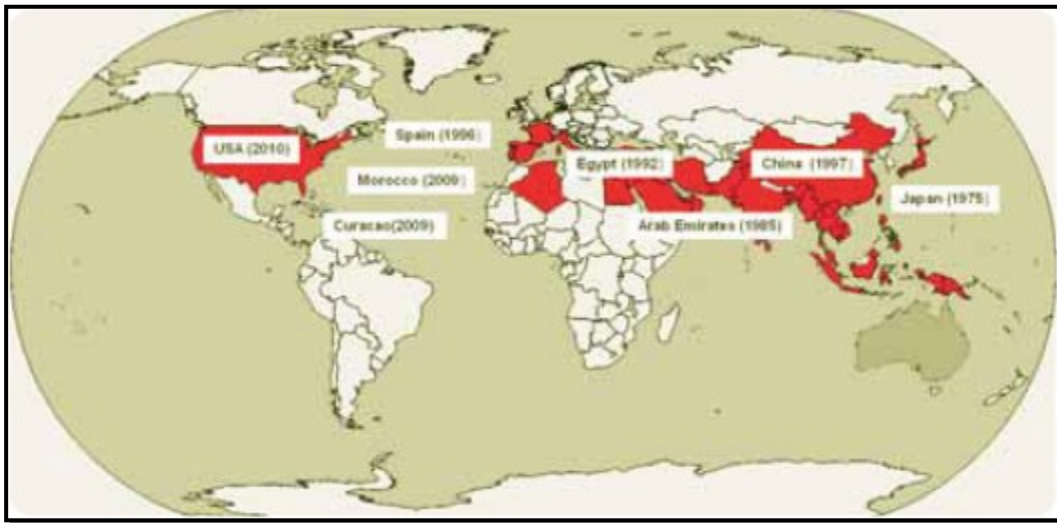 USA (2010)
Spain (1996)
Morocco (2009)
Curacao(2009)
Egypt (1992)
China (1997)
Japan (1975)
Arab Emirates (1985)